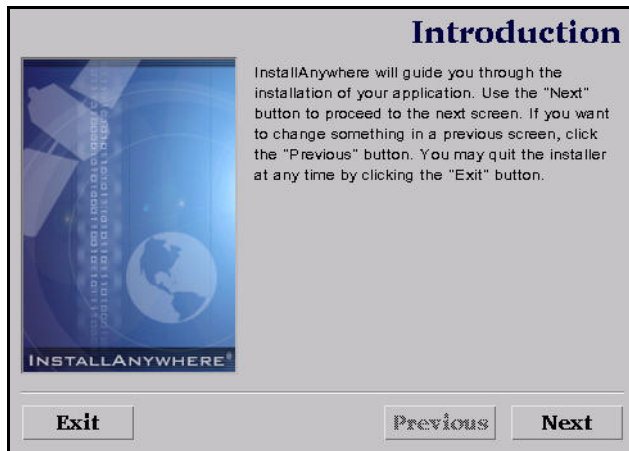 Introduction
InstallAnywhere will guide you through the
installation of your application. Use the "Next"
button to proceed to the next screen. If you want
to change something in a previous screen, click
the "Previous" button. You may quit the installer
at any time by clicking the "Exit" button.
INSTALLANYWHERE®
Exit
Previous
Next